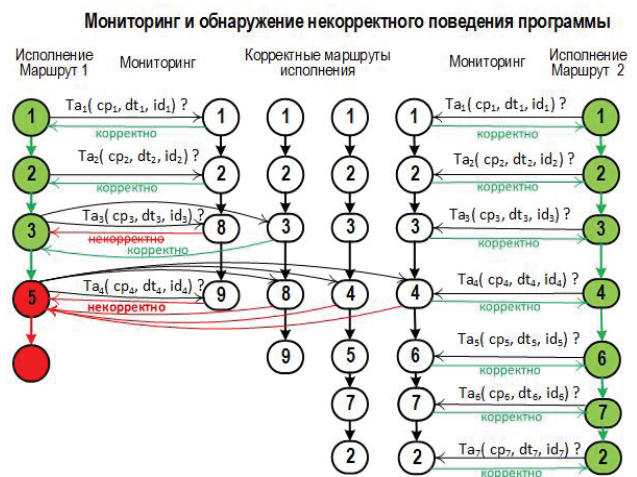 Мониторинг и обнаружение некорректного поведения программы
Исполнение
Маршрут 1
Мониторинг
Корректные маршруты
исполнения
Мониторинг
Исполнение
Маршрут 2
1 Ta₁( cp₁, dt₁, id₁) ? 1 1 1 1 Ta₁( cp₁, dt₁, id₁) ? 1
корректно корректно
2 Ta₂( cp₂, dt₂, id₂) ? 2 2 2 2 Ta₂( cp₂, dt₂, id₂) ? 2
корректно корректно
3 Ta₃( cp₃, dt₃, id₃) ? 8 3 3 3 Ta₃( cp₃, dt₃, id₃) ? 3
некорректно корректно
корректно
5 Ta₄( cp₄, dt₄, id₄) ? 9 8 4 4 Ta₄( cp₄, dt₄, id₄) ? 4
некорректно корректно
9 5 6 Ta₅( cp₅, dt₅, id₅) ? 6
корректно
7 7 Ta₆( cp₆, dt₆, id₆) ? 7
корректно
2 2 Ta₇( cp₇, dt₇, id₇) ? 2
корректно